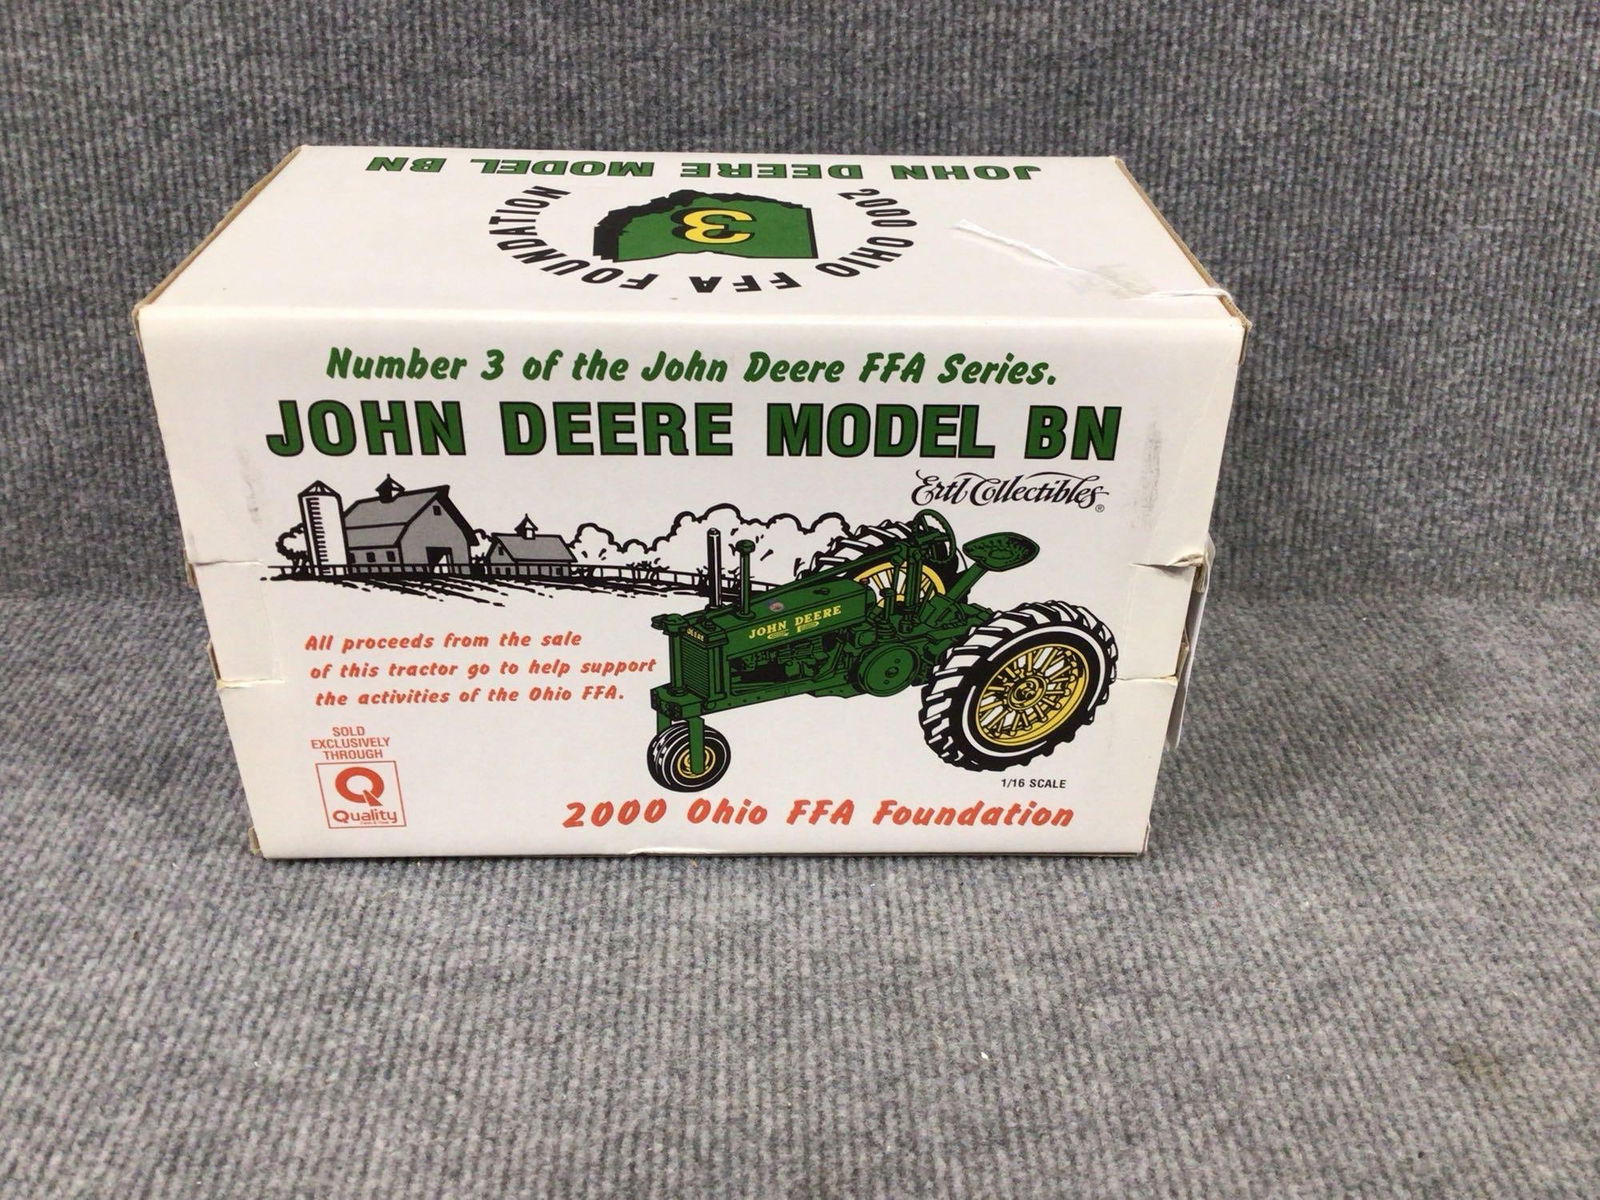 JOHN DEERE MODEL BN
2000 OHIO FFA FOUNDATION
3
Number 3 of the John Deere FFA Series.
JOHN DEERE MODEL BN
Ertl Collectibles®
DEERE
JOHN DEERE
All proceeds from the sale
of this tractor go to help support
the activities of the Ohio FFA.
SOLD
EXCLUSIVELY
THROUGH
Q
Quality
1/16 SCALE
2000 Ohio FFA Foundation